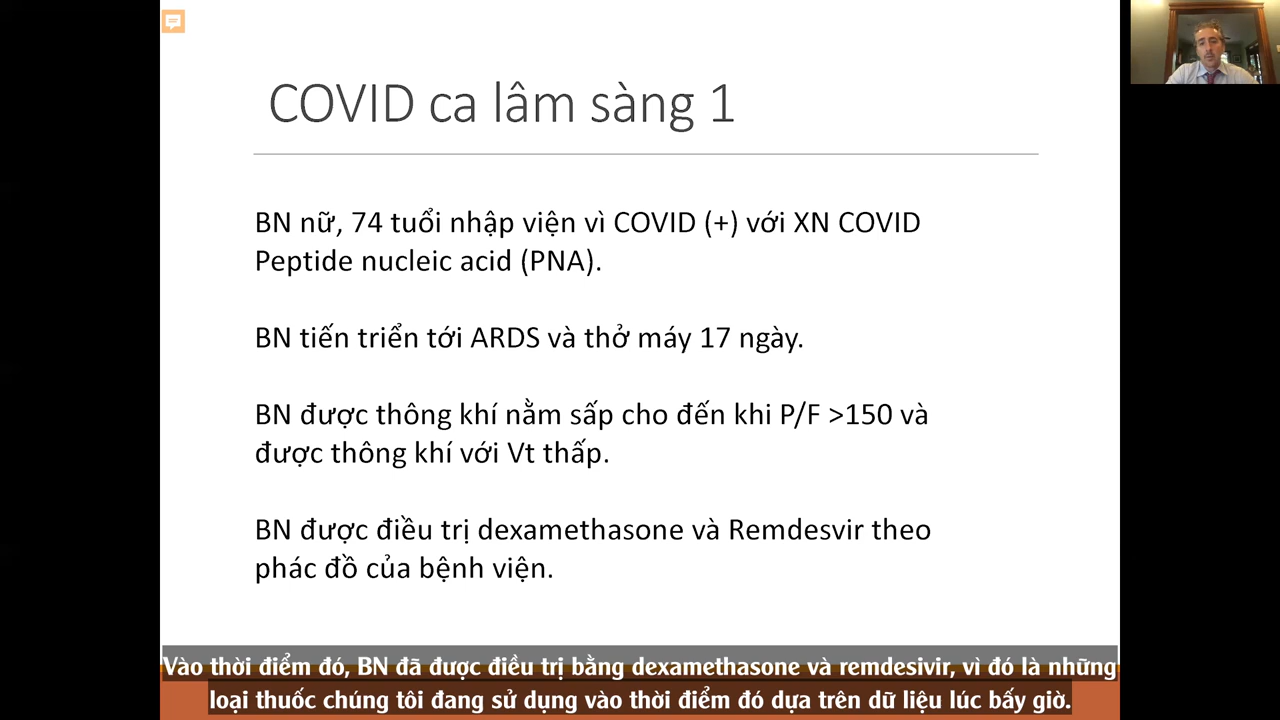 COVID ca lâm sàng 1
BN nữ, 74 tuổi nhập viện vì COVID (+) với XN COVID
Peptide nucleic acid (PNA).
BN tiến triển tới ARDS và thở máy 17 ngày.
BN được thông khí nằm sấp cho đến khi P/F >150 và
được thông khí với Vt thấp.
BN được điều trị dexamethasone và Remdesvir theo
phác đồ của bệnh viện.
Vào thời điểm đó, BN đã được điều trị bằng dexamethasone và remdesivir, vì đó là những
loại thuốc chúng tôi đang sử dụng vào thời điểm đó dựa trên dữ liệu lúc bấy giờ.